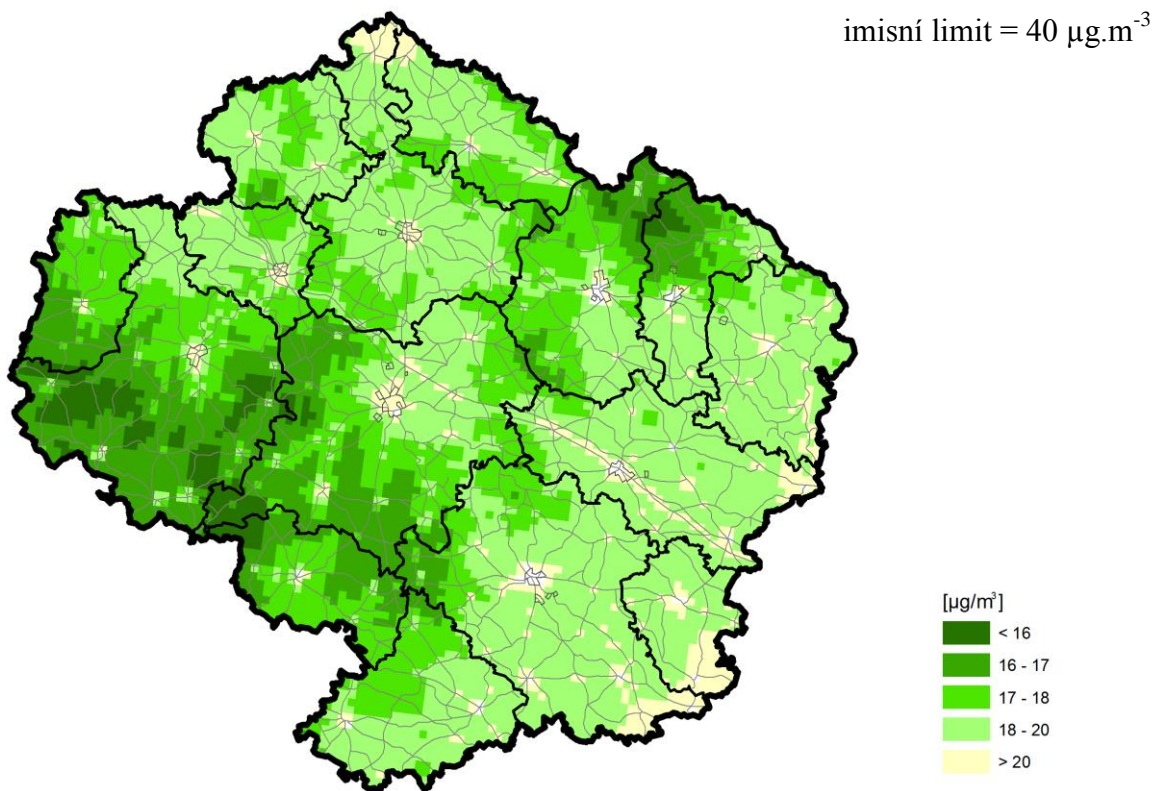 imisní limit = 40 µg.m-3
[µg/m³]
< 16
16 - 17
17 - 18
18 - 20
> 20